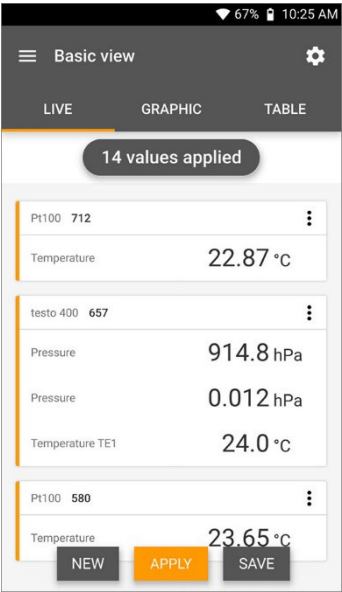 67% 10:25 AM
Basic view
LIVE GRAPHIC TABLE
14 values applied
Pt100 712
Temperature 22.87 °C
testo 400 657
Pressure 914.8 hPa
Pressure 0.012 hPa
Temperature TE1 24.0 °C
Pt100 580
Temperature 23.65 °C
NEW APPLY SAVE